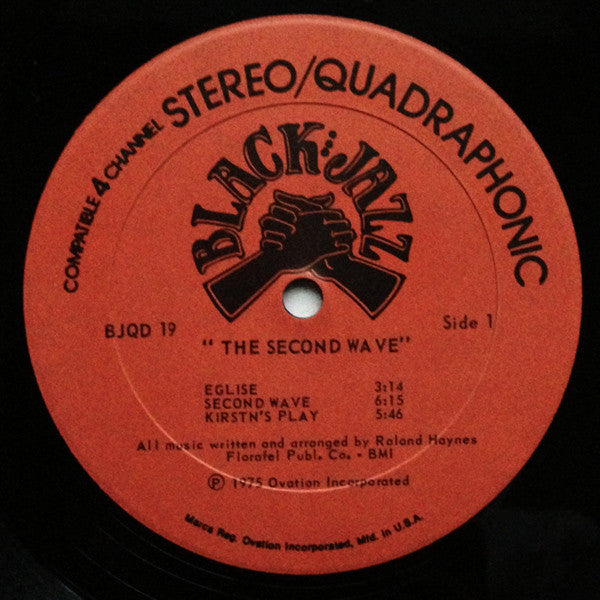 COMPATIBLE 4 CHANNEL STEREO/QUADRAPHONIC
BLACK JAZZ
BJQD 19
Side 1
" THE SECOND WAVE"
EGLISE 3:14
SECOND WAVE 6:15
KIRSTN'S PLAY 5:46
All music written and arranged by Roland Haynes
Florafel Publ. Co. - BMI
Ⓟ 1975 Ovation Incorporated
Marca Reg. Ovation Incorporated, Mfd. in U.S.A.